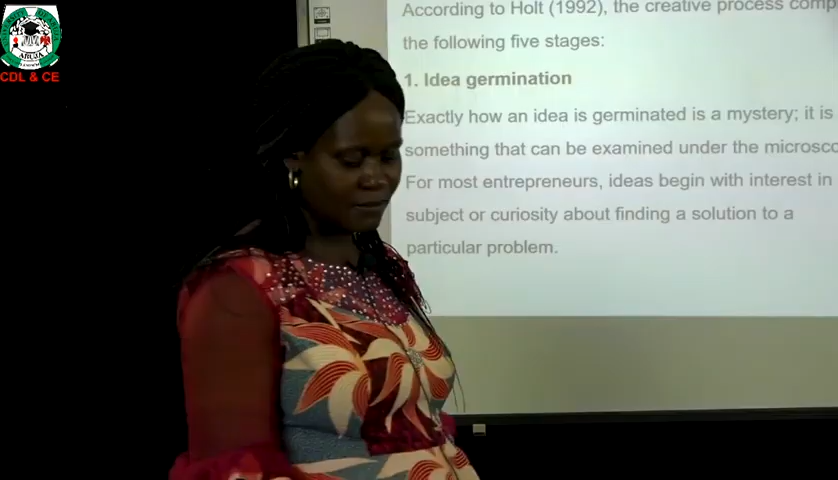 According to Holt (1992), the creative process comp
the following five stages:
1. Idea germination
Exactly how an idea is germinated is a mystery; it is
something that can be examined under the microsco
For most entrepreneurs, ideas begin with interest in
subject or curiosity about finding a solution to a
particular problem.
ABUJA
CDL & CE